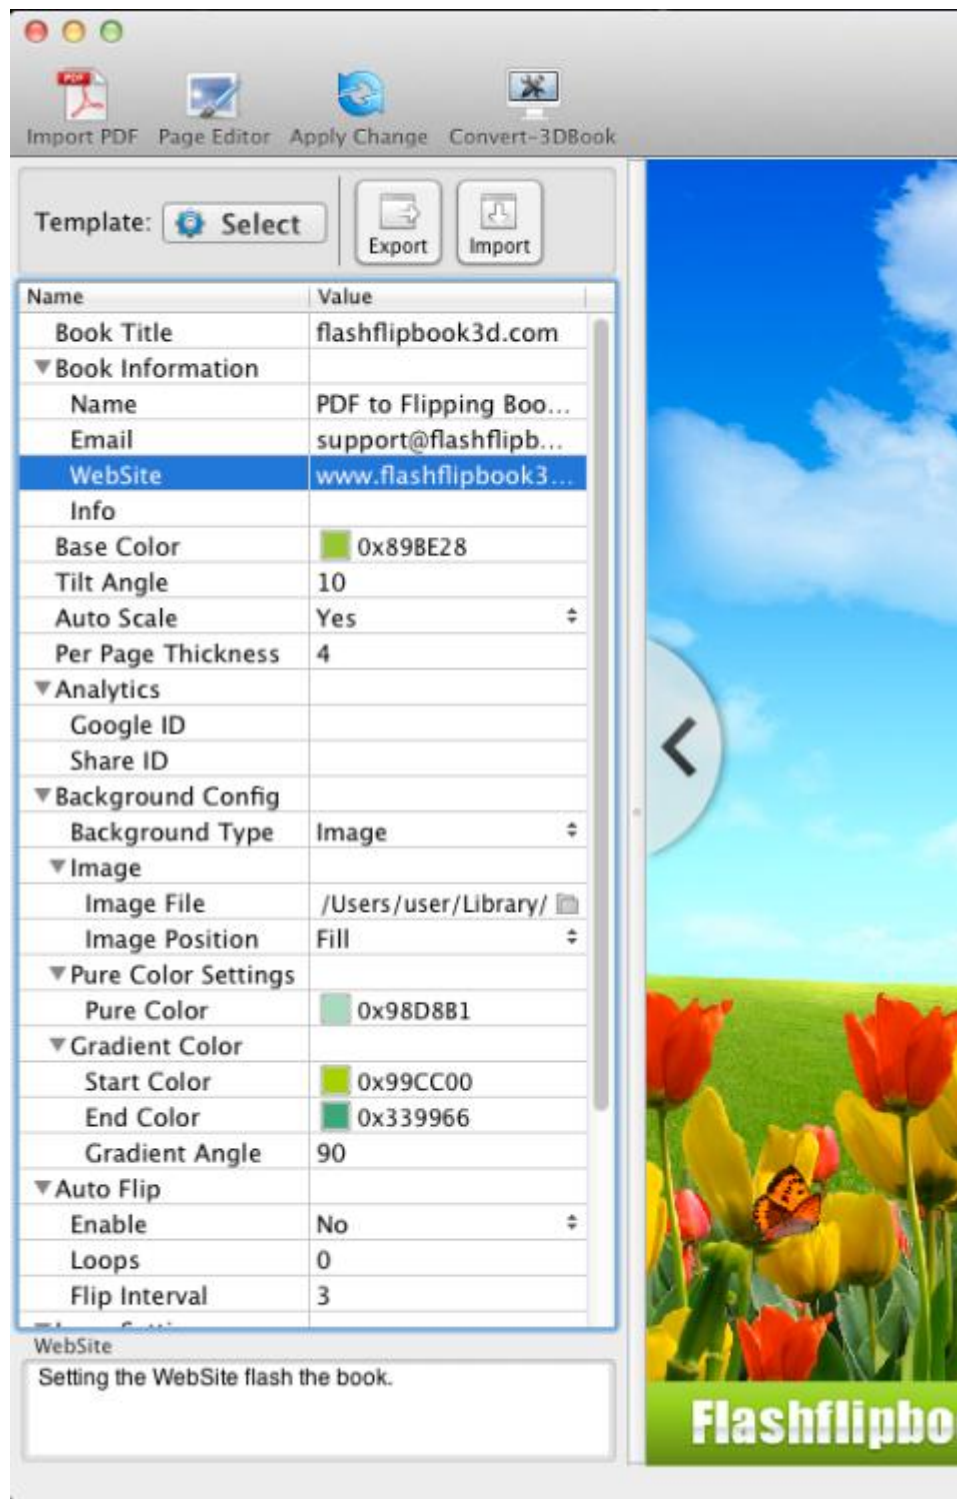 PDF
Import PDF Page Editor Apply Change Convert-3DBook
Template: Select Export Import
Name Value
Book Title flashflipbook3d.com
Book Information
Name PDF to Flipping Boo...
Email support@flashflipb...
WebSite www.flashflipbook3...
Info
Base Color 0x89BE28
Tilt Angle 10
Auto Scale Yes
Per Page Thickness 4
Analytics
Google ID
Share ID
Background Config
Background Type Image
Image
Image File /Users/user/Library/
Image Position Fill
Pure Color Settings
Pure Color 0x98D8B1
Gradient Color
Start Color 0x99CC00
End Color 0x339966
Gradient Angle 90
Auto Flip
Enable No
Loops 0
Flip Interval 3
WebSite
Setting the WebSite flash the book.
Flashflipbo